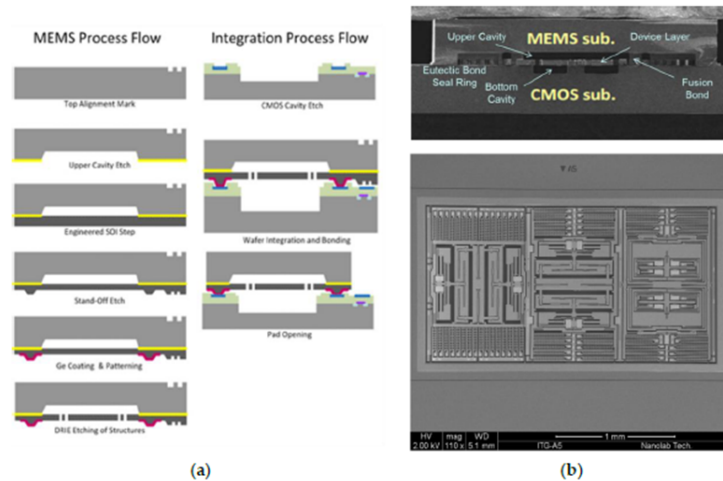 MEMS Process Flow
Top Alignment Mark
Upper Cavity Etch
Engineered SOI Step
Stand-Off Etch
Ge Coating & Patterning
DRIE Etching of Structures
Integration Process Flow
CMOS Cavity Etch
Wafer Integration and Bonding
Pad Opening
(a)
Upper Cavity
MEMS sub.
Device Layer
Eutectic Bond
Seal Ring
Bottom
Cavity
CMOS sub.
Fusion
Bond
▼A5
HV
mag
WD
1 mm
2.00 kV
110 x
5.1 mm
ITG-A5
Nanolab Tech.
(b)